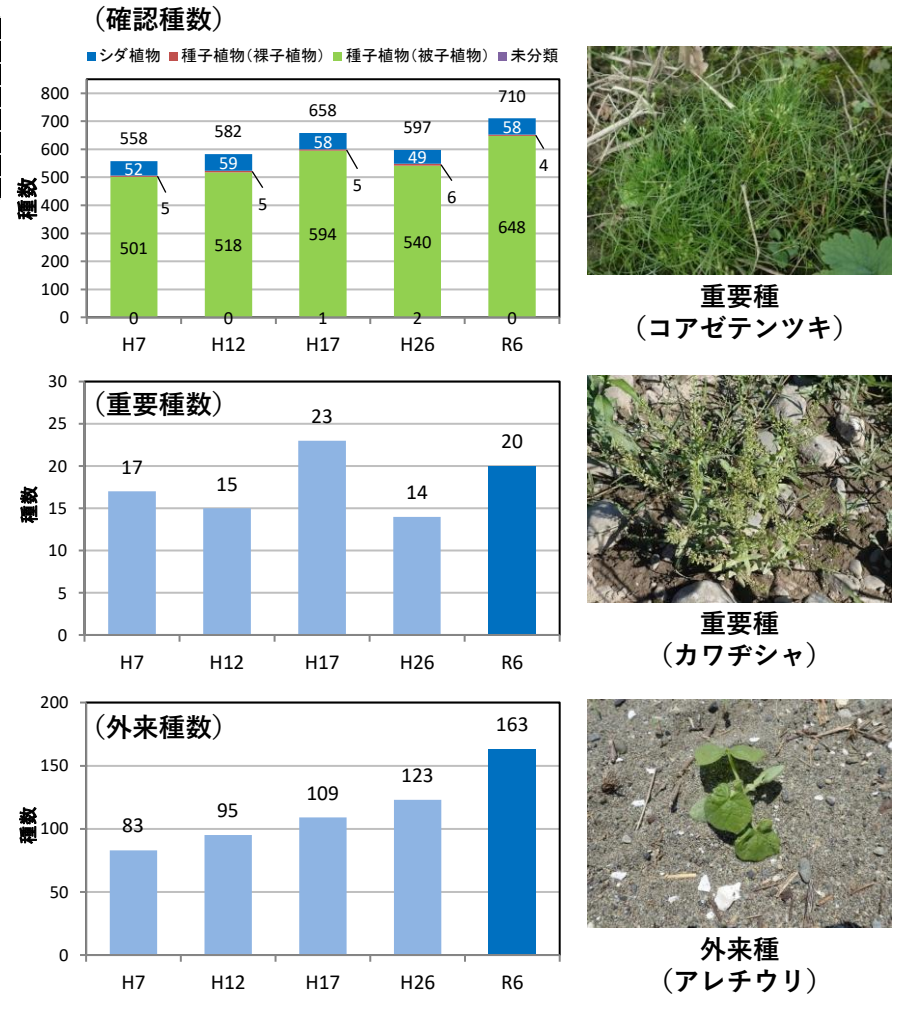 （確認種数）
■シダ植物 ■種子植物（裸子植物） ■種子植物（被子植物） ■未分類
種数
800
700
600
500
400
300
200
100
0
558
582
658
597
710
52
59
58
49
58
5
5
5
6
4
501
518
594
540
648
0
0
1
2
0
H7
H12
H17
H26
R6
重要種
（コアゼテンツキ）
（重要種数）
種数
30
25
20
15
10
5
0
17
15
23
14
20
H7
H12
H17
H26
R6
重要種
（カワヂシャ）
（外来種数）
種数
200
150
100
50
0
83
95
109
123
163
H7
H12
H17
H26
R6
外来種
（アレチウリ）